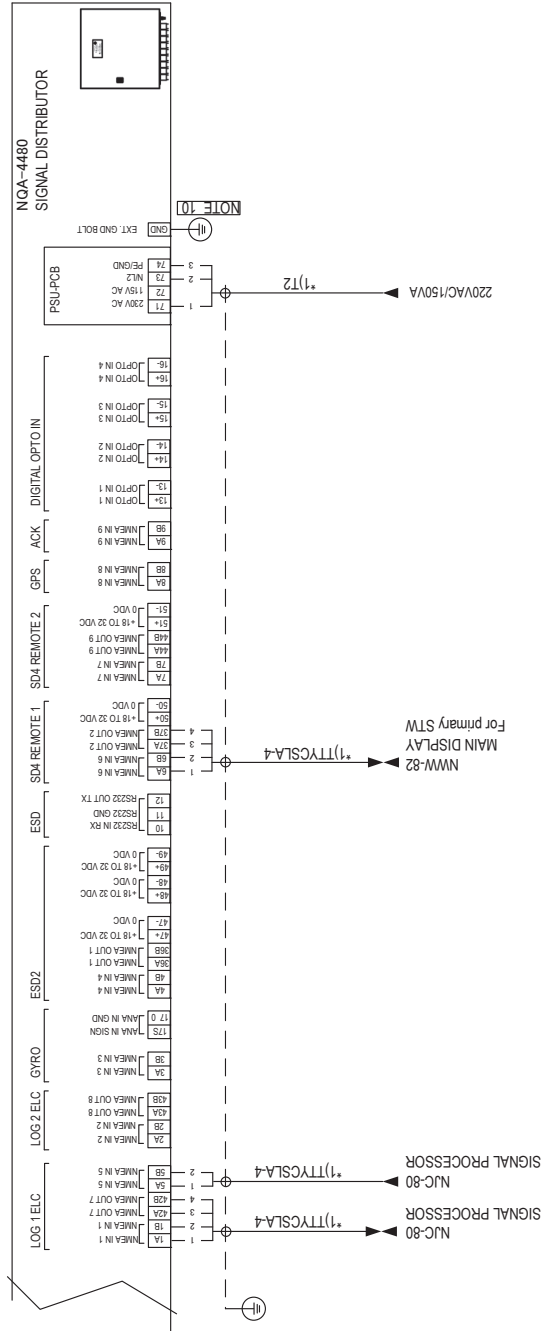 NQA-4480
SIGNAL DISTRIBUTOR
NOTE 10
GND EXT. GND BOLT
PSU-PCB
74 PE/GND
73 N/L2
72 115V AC
71 230V AC
3
2
1
*1)T2
220VAC/150VA
DIGITAL OPTO IN
16- OPTO IN 4
16+ OPTO IN 4
15- OPTO IN 3
15+ OPTO IN 3
14- OPTO IN 2
14+ OPTO IN 2
13- OPTO IN 1
13+ OPTO IN 1
ACK
9B NMEA IN 9
9A NMEA IN 9
GPS
8B NMEA IN 8
8A NMEA IN 8
SD4 REMOTE 2
51- 0 VDC
51+ +18 TO 32 VDC
44B NMEA OUT 9
44A NMEA OUT 9
7B NMEA IN 7
7A NMEA IN 7
SD4 REMOTE 1
50- 0 VDC
50+ +18 TO 32 VDC
37B NMEA OUT 2
37A NMEA OUT 2
6B NMEA IN 6
6A NMEA IN 6
4
3
2
1
*1)TTYCSLA-4
NWW-82
MAIN DISPLAY
For primary STW
ESD
12 RS232 OUT TX
11 RS232 GND
10 RS232 IN RX
ESD2
49- 0 VDC
49+ +18 TO 32 VDC
48- 0 VDC
48+ +18 TO 32 VDC
47- 0 VDC
47+ +18 TO 32 VDC
36B NMEA OUT 1
36A NMEA OUT 1
4B NMEA IN 4
4A NMEA IN 4
GYRO
17 0 ANA IN GND
17S ANA IN SIGN
3B NMEA IN 3
3A NMEA IN 3
LOG 2 ELC
43B NMEA OUT 8
43A NMEA OUT 8
2B NMEA IN 2
2A NMEA IN 2
LOG 1 ELC
5B NMEA IN 5
5A NMEA IN 5
42B NMEA OUT 7
42A NMEA OUT 7
1B NMEA IN 1
1A NMEA IN 1
2
1
*1)TTYCSLA-4
NJC-80
SIGNAL PROCESSOR
4
3
2
1
*1)TTYCSLA-4
NJC-80
SIGNAL PROCESSOR